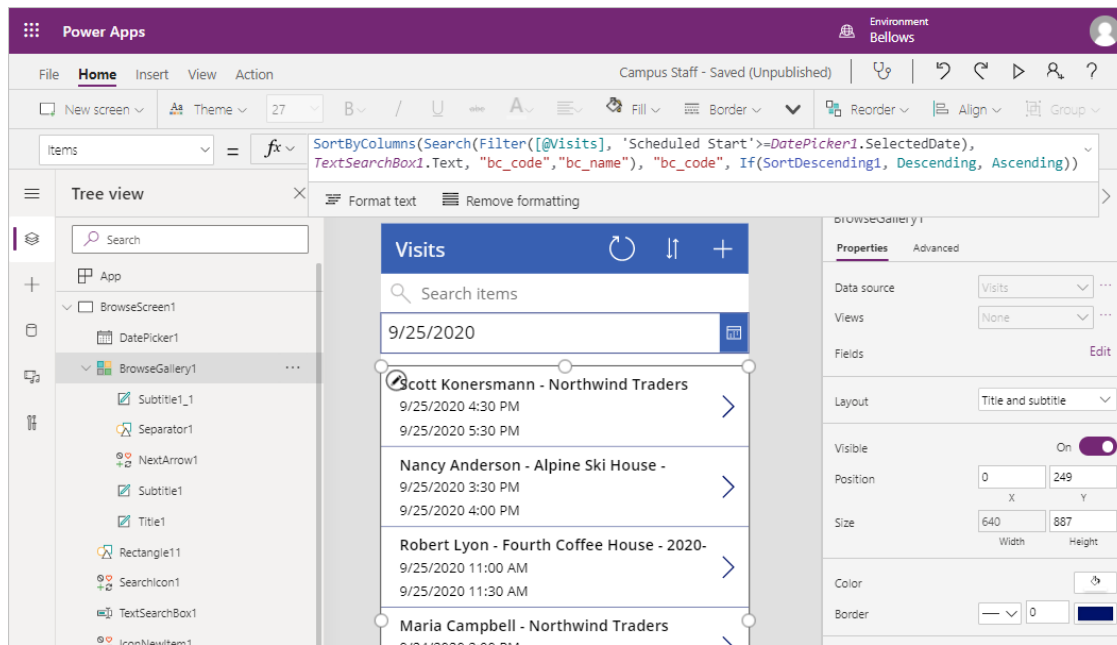 Power Apps
Environment
Bellows
File Home Insert View Action
Campus Staff - Saved (Unpublished)
New screen Theme 27 B / U abc A Fill Border Reorder Align Group
Items = fx
SortByColumns(Search(Filter([@Visits], 'Scheduled Start'>=DatePicker1.SelectedDate),
TextSearchBox1.Text, "bc_code","bc_name"), "bc_code", If(SortDescending1, Descending, Ascending))
Format text Remove formatting
Tree view
Search
App
BrowseScreen1
DatePicker1
BrowseGallery1
Subtitle1_1
Separator1
NextArrow1
Subtitle1
Title1
Rectangle11
SearchIcon1
TextSearchBox1
IconNewItem1
Visits
Search items
9/25/2020
Scott Konersmann - Northwind Traders
9/25/2020 4:30 PM
9/25/2020 5:30 PM
Nancy Anderson - Alpine Ski House -
9/25/2020 3:30 PM
9/25/2020 4:00 PM
Robert Lyon - Fourth Coffee House - 2020-
9/25/2020 11:00 AM
9/25/2020 11:30 AM
Maria Campbell - Northwind Traders
BrowseGallery1
Properties Advanced
Data source Visits
Views None
Fields Edit
Layout Title and subtitle
Visible On
Position 0 249
X Y
Size 640 887
Width Height
Color
Border 0